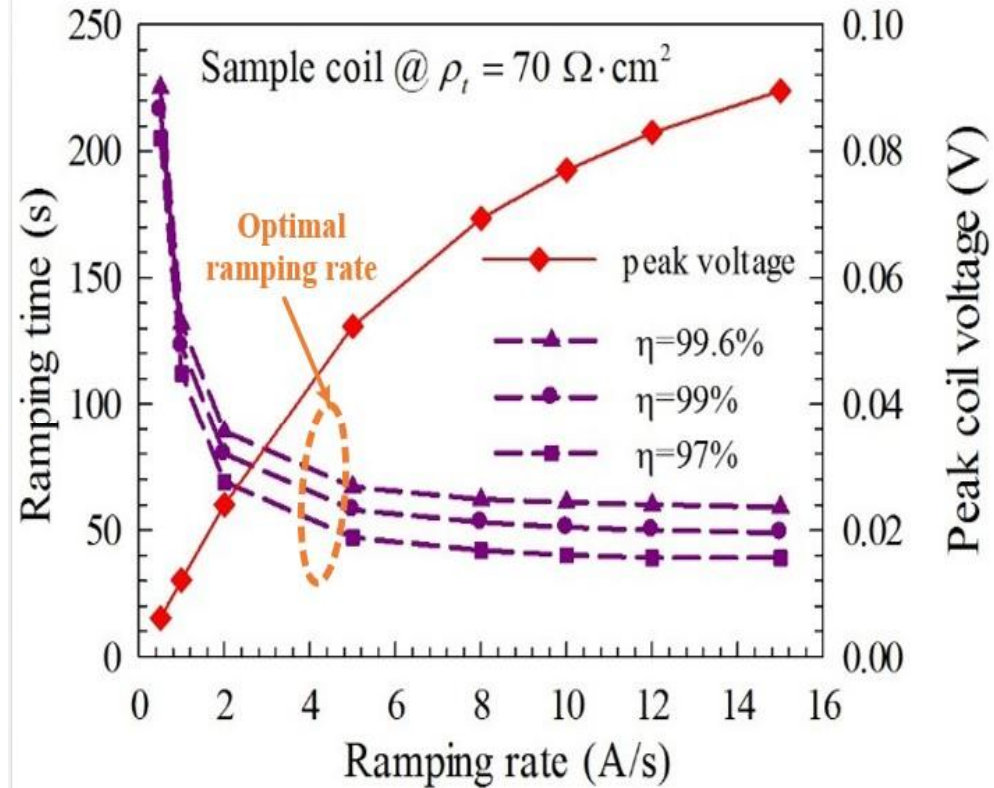 Sample coil @ ρt = 70 Ω·cm²
Optimal
ramping rate
peak voltage
η=99.6%
η=99%
η=97%
Ramping time (s)
250
200
150
100
50
0
Peak coil voltage (V)
0.10
0.08
0.06
0.04
0.02
0.00
0 2 4 6 8 10 12 14 16
Ramping rate (A/s)